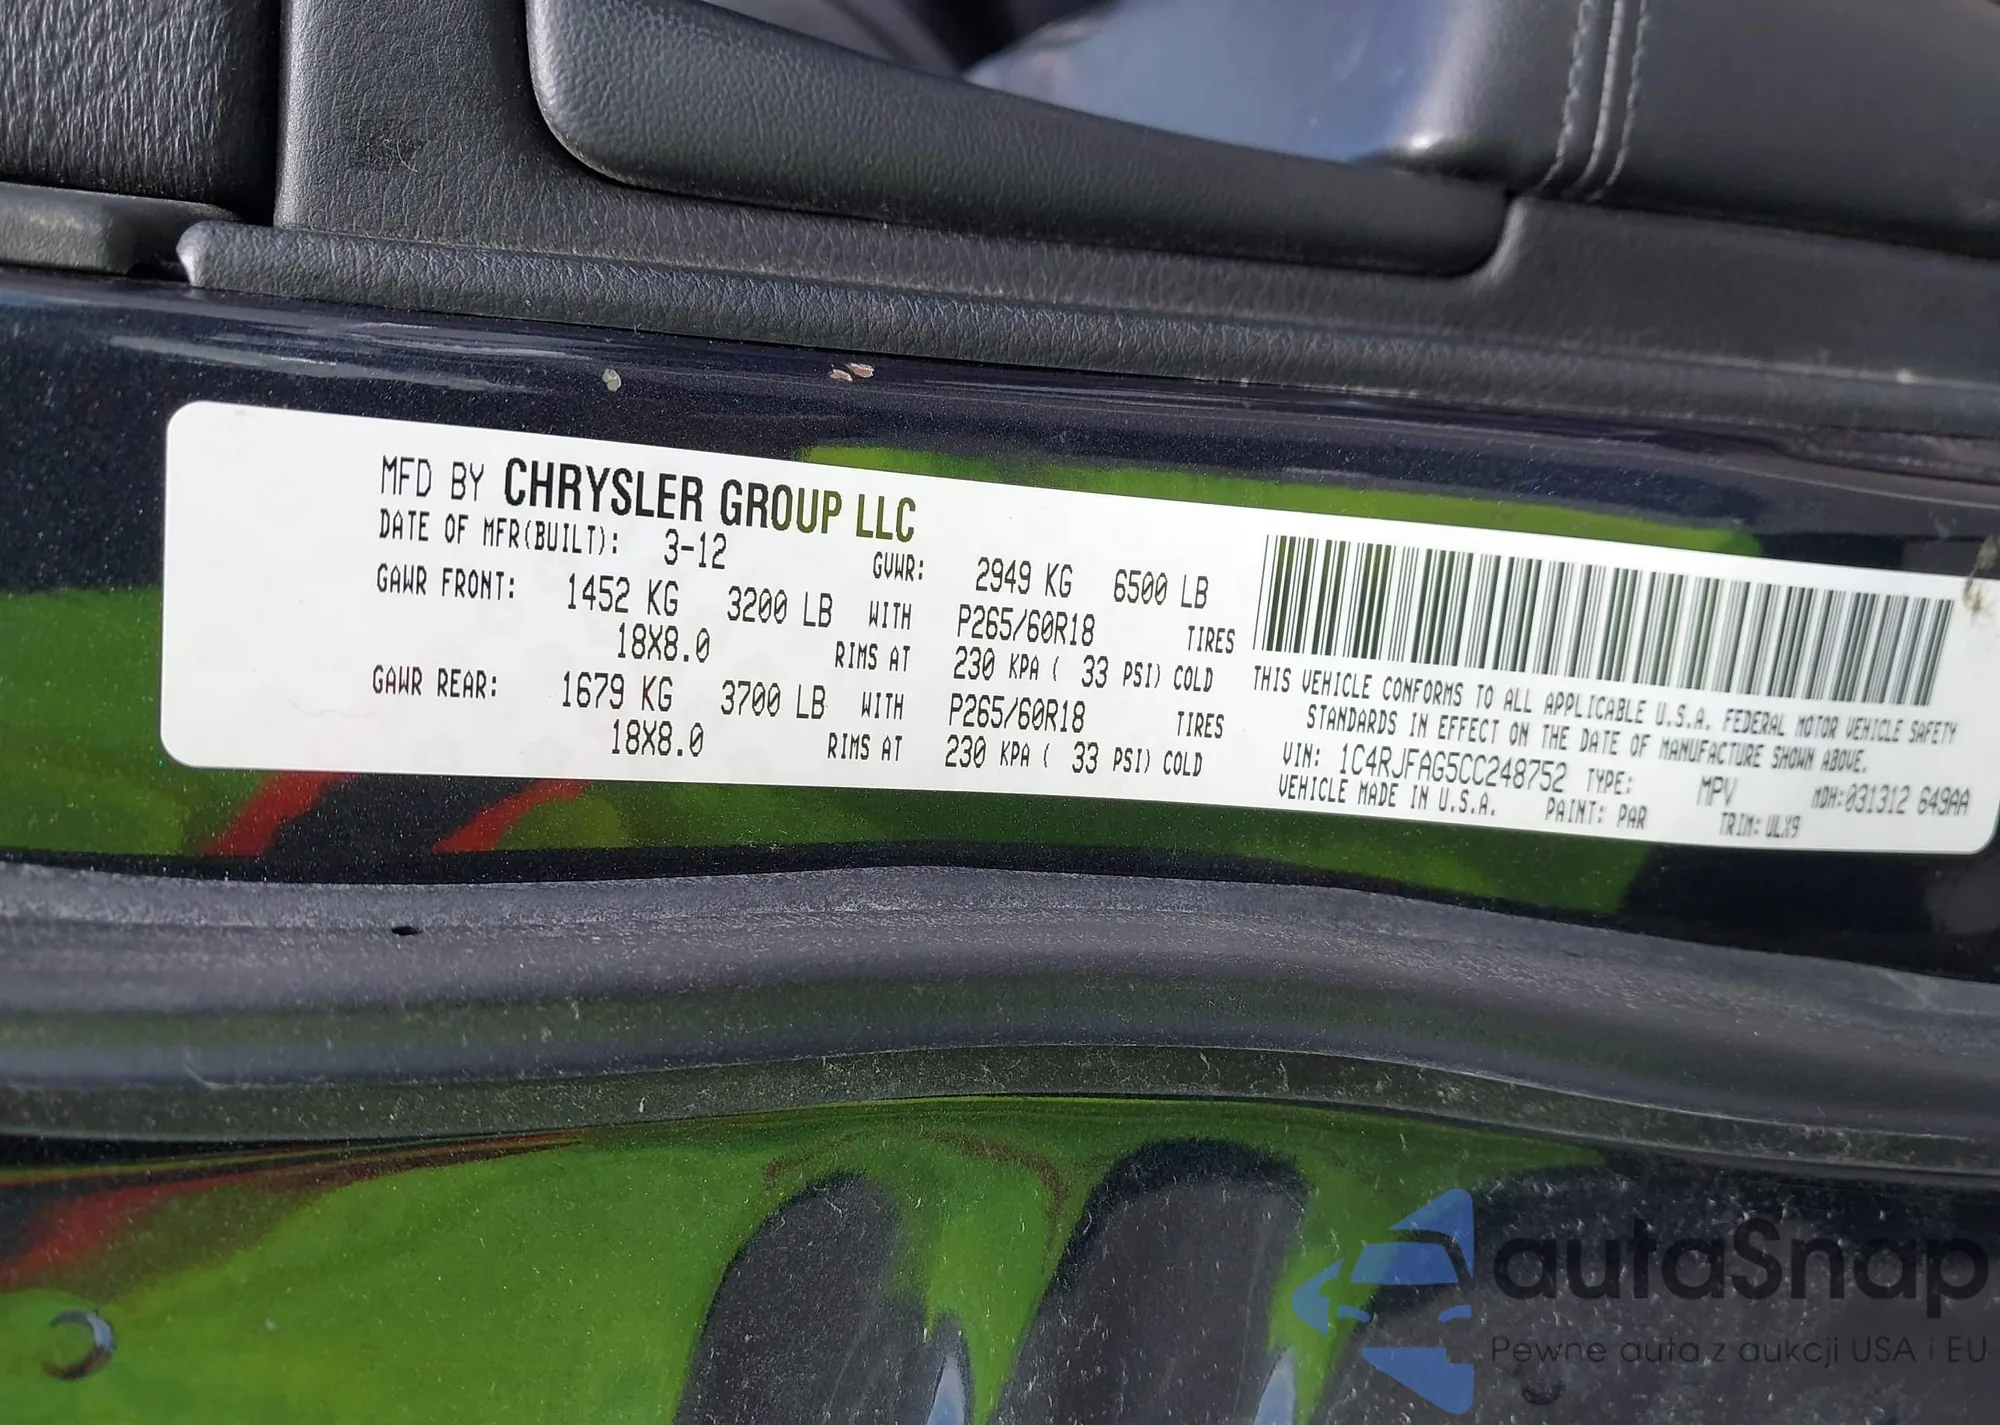 MFD BY CHRYSLER GROUP LLC
DATE OF MFR(BUILT): 3-12 GVWR: 2949 KG 6500 LB
GAWR FRONT: 1452 KG 3200 LB WITH P265/60R18 TIRES
18X8.0 RIMS AT 230 KPA ( 33 PSI) COLD
GAWR REAR: 1679 KG 3700 LB WITH P265/60R18 TIRES
18X8.0 RIMS AT 230 KPA ( 33 PSI) COLD
THIS VEHICLE CONFORMS TO ALL APPLICABLE U.S.A. FEDERAL MOTOR VEHICLE SAFETY
STANDARDS IN EFFECT ON THE DATE OF MANUFACTURE SHOWN ABOVE.
VIN: 1C4RJFAG5CC248752 TYPE: MPV MDH:031312 649AA
VEHICLE MADE IN U.S.A. PAINT: PAR TRIM: ULX9
autaSnap
Pewne auta z aukcji USA i EU